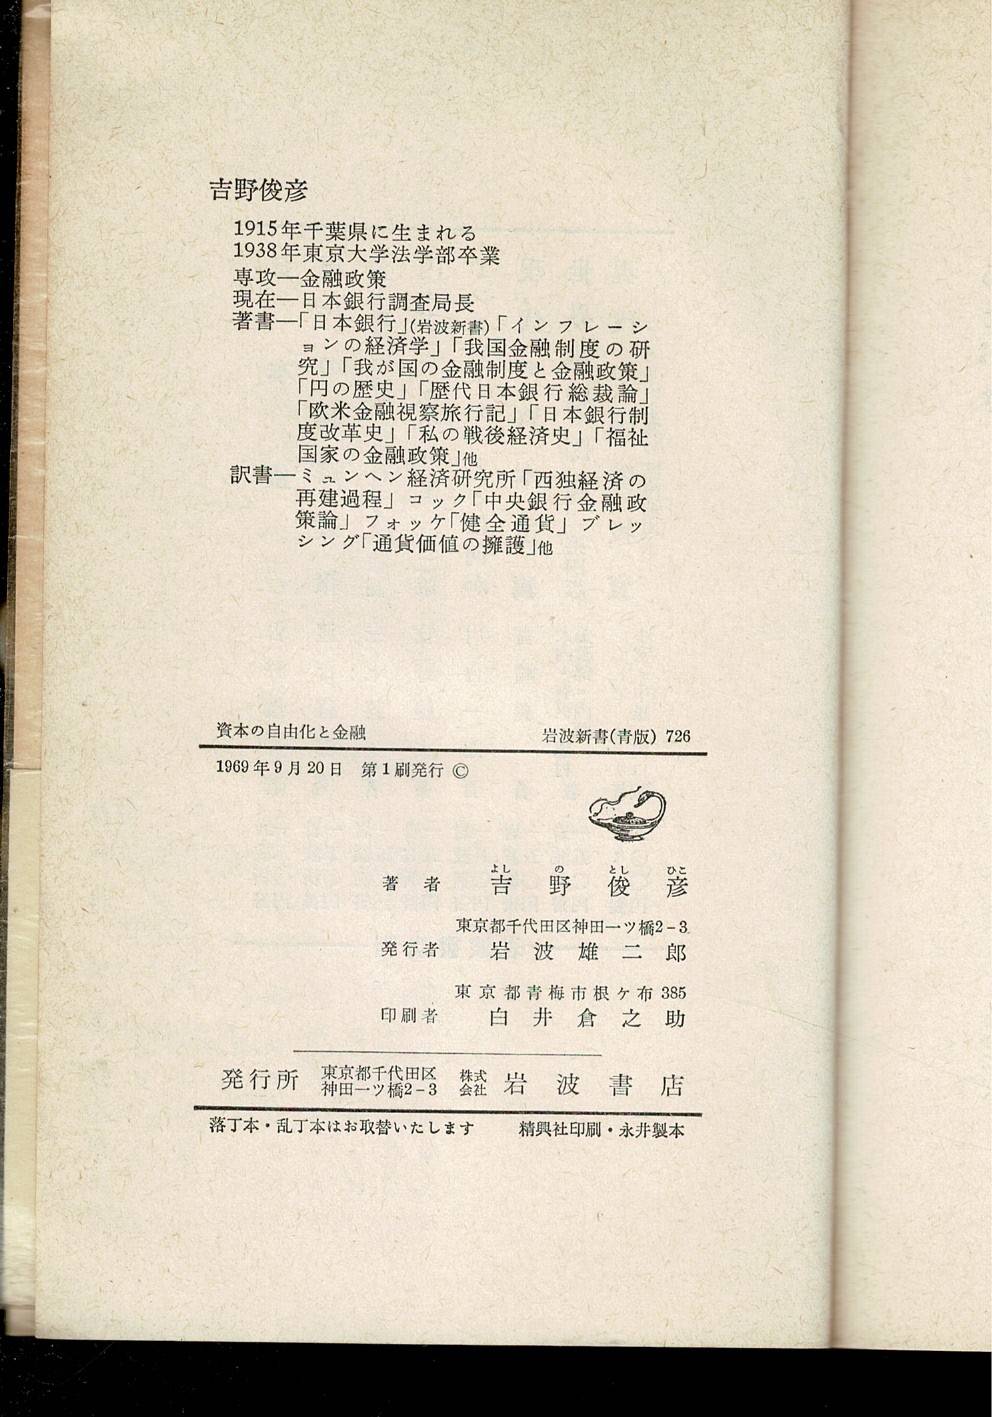 吉野俊彦
1915年千葉県に生まれる
1938年東京大学法学部卒業
専攻―金融政策
現在―日本銀行調査局長
著書―「日本銀行」(岩波新書)「インフレーシ
ョンの経済学」「我国金融制度の研
究」「我が国の金融制度と金融政策」
「円の歴史」「歴代日本銀行総裁論」
「欧米金融視察旅行記」「日本銀行制
度改革史」「私の戦後経済史」「福祉
国家の金融政策」他
訳書―ミュンヘン経済研究所「西独経済の
再建過程」 コック「中央銀行金融政
策論」 フォッケ「健全通貨」 ブレッ
シング「通貨価値の擁護」他
資本の自由化と金融 岩波新書(青版) 726
1969年9月20日 第1刷発行 ©
よし の とし ひこ
著者 吉野俊彦
東京都千代田区神田一ツ橋2-3
発行者 岩波雄二郎
東京都青梅市根ヶ布385
印刷者 白井倉之助
発行所 東京都千代田区 神田一ツ橋2-3 株式会社 岩波書店
落丁本・乱丁本はお取替いたします 精興社印刷・永井製本